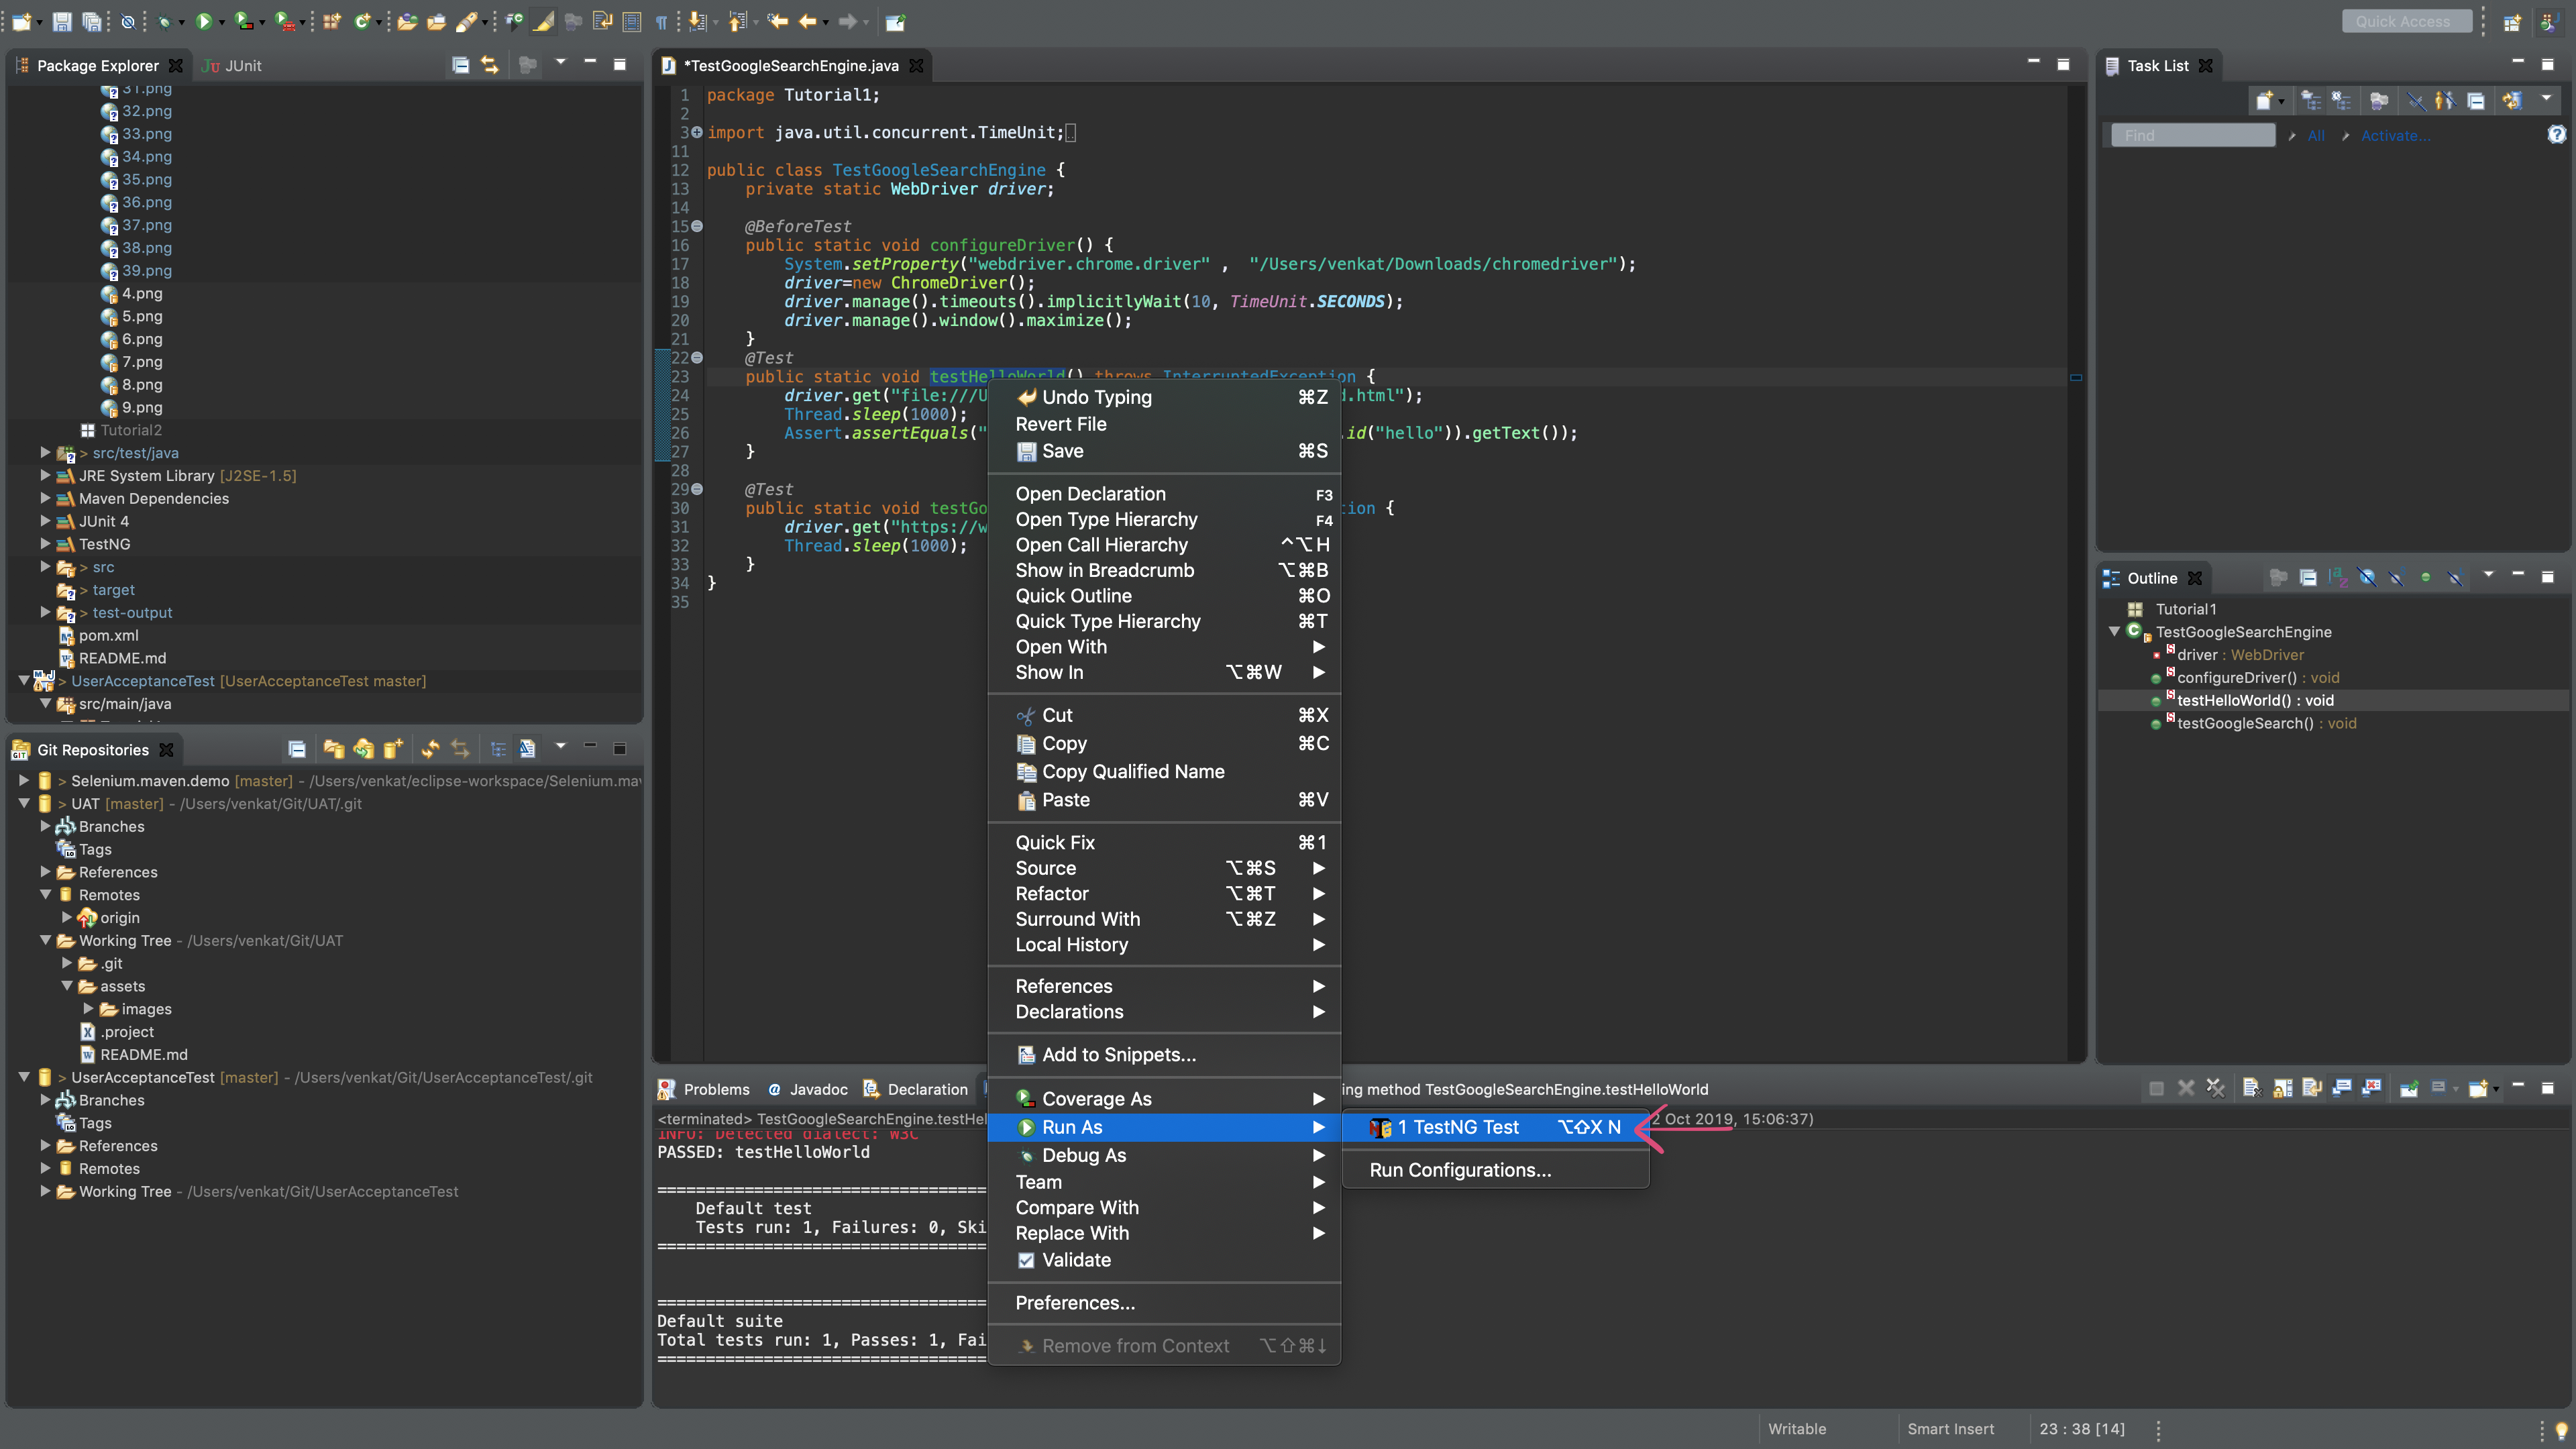 Quick Access
Package Explorer
JUnit
31.png
32.png
33.png
34.png
35.png
36.png
37.png
38.png
39.png
4.png
5.png
6.png
7.png
8.png
9.png
Tutorial2
> src/test/java
JRE System Library [J2SE-1.5]
Maven Dependencies
JUnit 4
TestNG
> src
> target
> test-output
pom.xml
README.md
> UserAcceptanceTest [UserAcceptanceTest master]
src/main/java
Git Repositories
> Selenium.maven.demo [master] - /Users/venkat/eclipse-workspace/Selenium.mav
> UAT [master] - /Users/venkat/Git/UAT/.git
Branches
Tags
References
Remotes
origin
Working Tree - /Users/venkat/Git/UAT
.git
assets
images
.project
README.md
> UserAcceptanceTest [master] - /Users/venkat/Git/UserAcceptanceTest/.git
Branches
Tags
References
Remotes
Working Tree - /Users/venkat/Git/UserAcceptanceTest
*TestGoogleSearchEngine.java
1 package Tutorial1;
2
3 import java.util.concurrent.TimeUnit;
11
12 public class TestGoogleSearchEngine {
13 private static WebDriver driver;
14
15 @BeforeTest
16 public static void configureDriver() {
17 System.setProperty("webdriver.chrome.driver" , "/Users/venkat/Downloads/chromedriver");
18 driver=new ChromeDriver();
19 driver.manage().timeouts().implicitlyWait(10, TimeUnit.SECONDS);
20 driver.manage().window().maximize();
21 }
22 @Test
23 public static void testHelloWorld() throws InterruptedException {
24 driver.get("file:///U d.html");
25 Thread.sleep(1000);
26 Assert.assertEquals(" .id("hello")).getText());
27 }
28
29 @Test
30 public static void testGo tion {
31 driver.get("https://w
32 Thread.sleep(1000);
33 }
34 }
35
Undo Typing ⌘Z
Revert File
Save ⌘S
Open Declaration F3
Open Type Hierarchy F4
Open Call Hierarchy ^⌥H
Show in Breadcrumb ⌥⌘B
Quick Outline ⌘O
Quick Type Hierarchy ⌘T
Open With
Show In ⌥⌘W
Cut ⌘X
Copy ⌘C
Copy Qualified Name
Paste ⌘V
Quick Fix ⌘1
Source ⌥⌘S
Refactor ⌥⌘T
Surround With ⌥⌘Z
Local History
References
Declarations
Add to Snippets...
Coverage As
Run As
Debug As
Team
Compare With
Replace With
Validate
Preferences...
Remove from Context ⌥⇧⌘↓
1 TestNG Test ⌥⇧X N
Run Configurations...
Problems
@ Javadoc
Declaration
ing method TestGoogleSearchEngine.testHelloWorld
<terminated> TestGoogleSearchEngine.testHel 2 Oct 2019, 15:06:37)
INFO: Detected dialect: W3C
PASSED: testHelloWorld
===================================
Default test
Tests run: 1, Failures: 0, Ski
===================================
===================================
Default suite
Total tests run: 1, Passes: 1, Fai
===================================
Task List
Find
All
Activate...
Outline
Tutorial1
TestGoogleSearchEngine
driver : WebDriver
configureDriver() : void
testHelloWorld() : void
testGoogleSearch() : void
Writable
Smart Insert
23 : 38 [14]